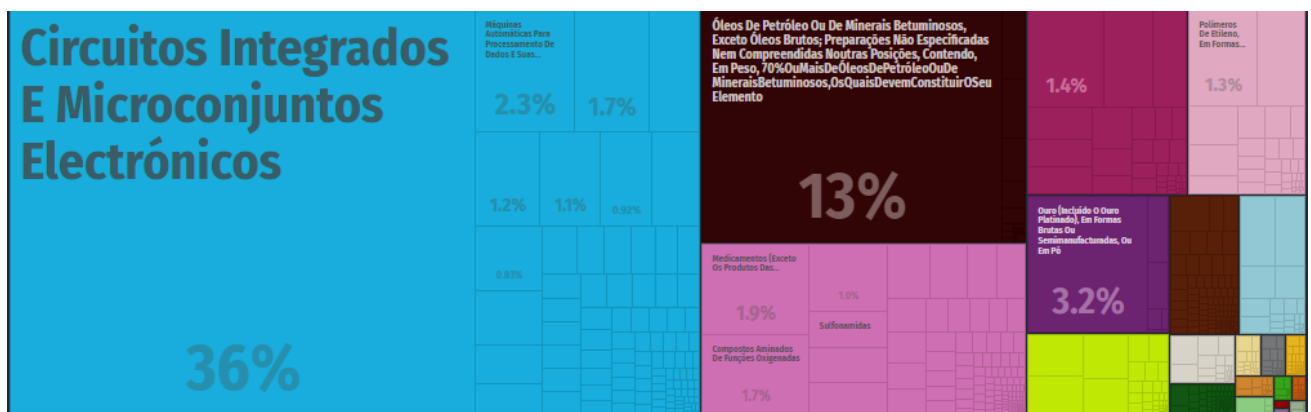 Circuitos Integrados
E Microconjuntos
Electrónicos
36%
Máquinas
Automáticas Para
Processamento De
Dados E Suas...
2.3%
1.7%
1.2%
1.1%
0.92%
0.83%
Óleos De Petróleo Ou De Minerais Betuminosos,
Exceto Óleos Brutos; Preparações Não Especificadas
Nem Compreendidas Noutras Posições, Contendo,
Em Peso, 70%OuMaisDeÓleosDePetróleoOuDe
MineraisBetuminosos,OsQuaisDevemConstituirOSeu
Elemento
13%
Medicamentos (Exceto
Os Produtos Das...
1.9%
1.0%
Sulfonamidas
Compostos Aminados
De Funções Oxigenadas
1.7%
1.4%
Polímeros
De Etileno,
Em Formas...
1.3%
Ouro (Incluído O Ouro
Platinado), Em Formas
Brutas Ou
Semimanufacturadas, Ou
Em Pó
3.2%